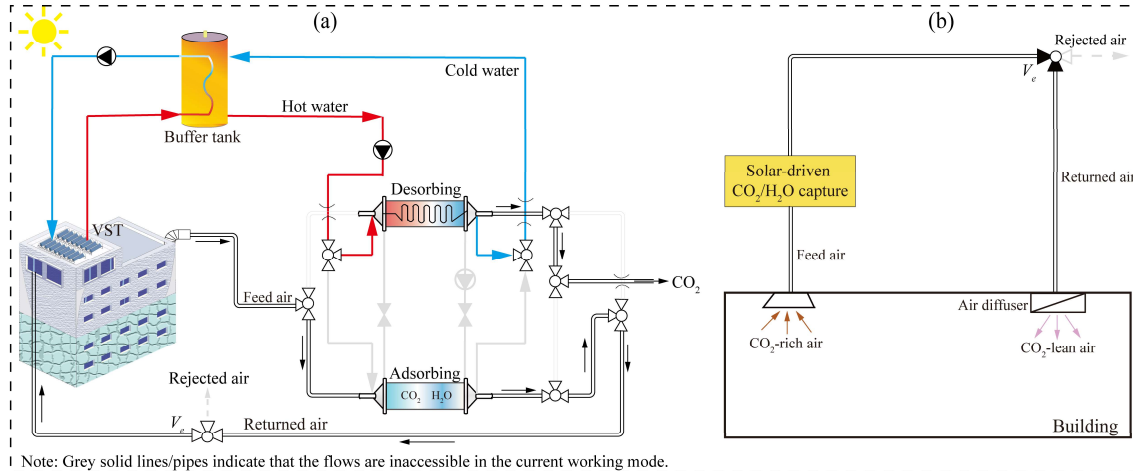 (a)
(b)
Rejected air
Cold water
V_e
Hot water
Buffer tank
Solar-driven
CO₂/H₂O capture
Desorbing
Returned air
VST
Feed air
Feed air
CO₂
Air diffuser
CO₂-rich air
CO₂-lean air
Adsorbing
CO₂ H₂O
Rejected air
V_e
Returned air
Building
Note: Grey solid lines/pipes indicate that the flows are inaccessible in the current working mode.